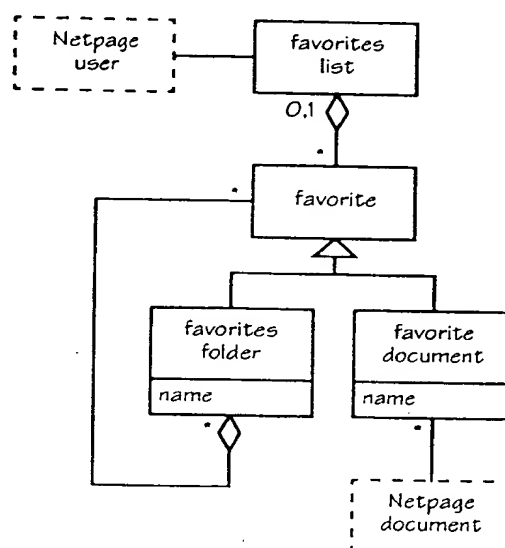 Netpage
user
favorites
list
0,1
*
*
favorite
favorites
folder
name
*
favorite
document
name
*
Netpage
document